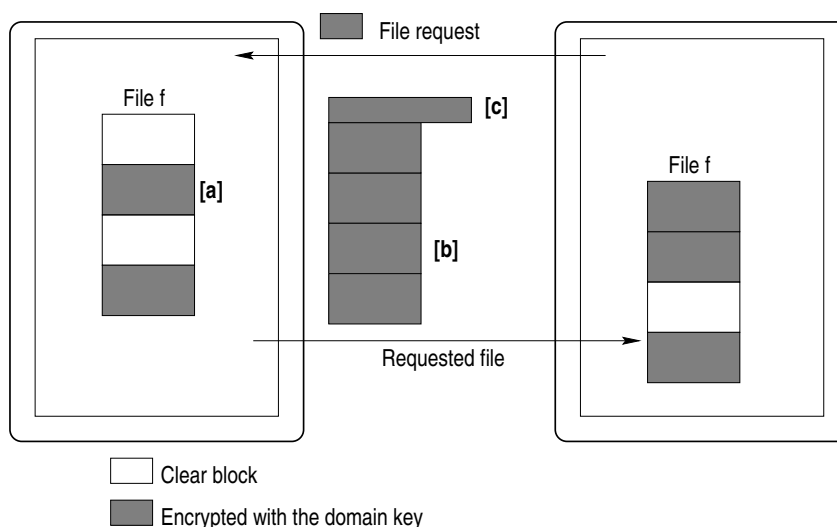 File request
File f
[c]
[a]
File f
[b]
Requested file
Clear block
Encrypted with the domain key